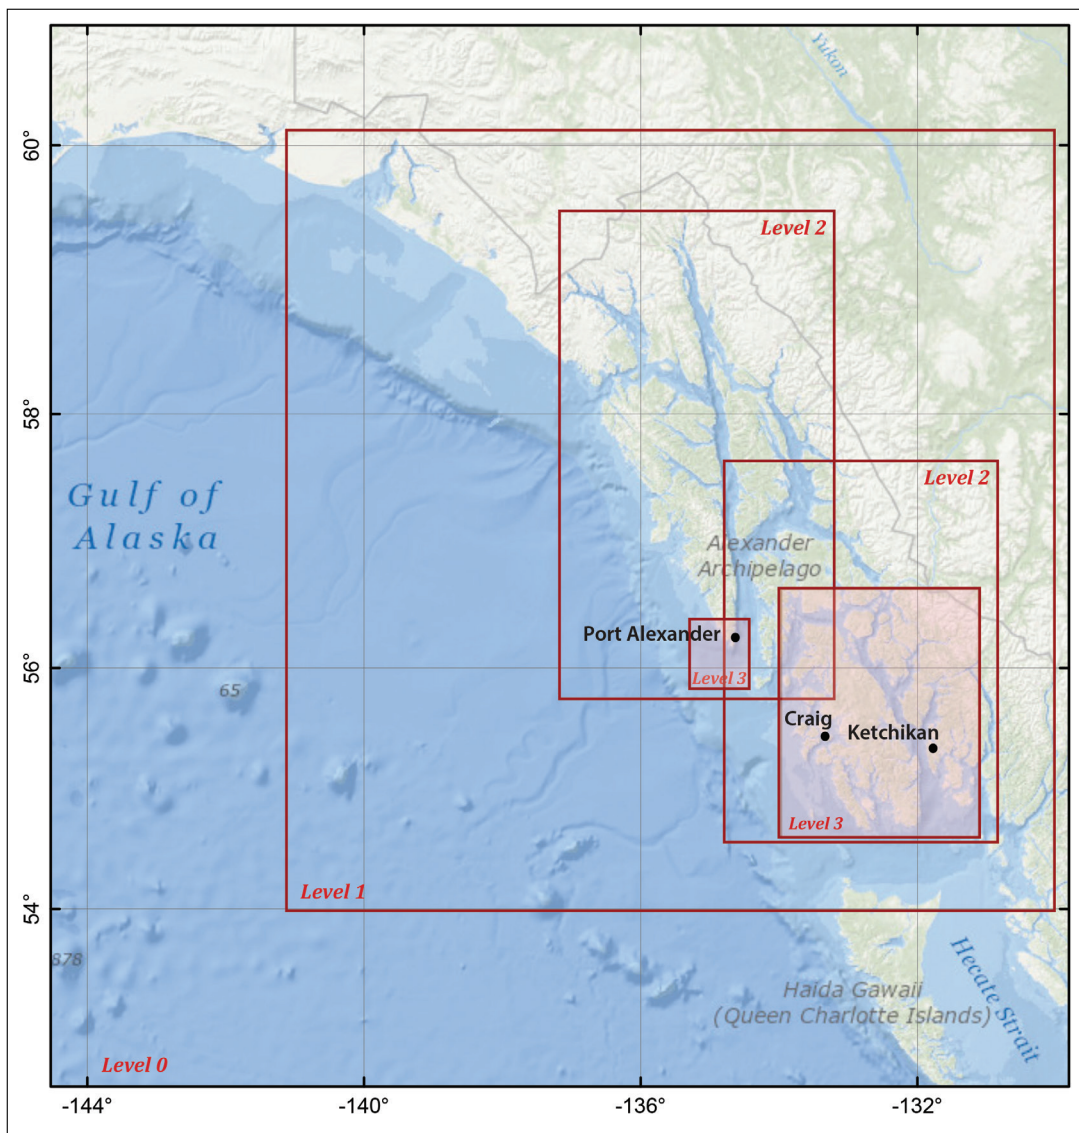 Yukon
60°
Level 2
58°
Level 2
Gulf of
Alaska
Alexander
Archipelago
Port Alexander
56°
Level 3
65
Craig
Ketchikan
Level 3
Level 1
54°
878
Hecate Strait
Haida Gawaii
(Queen Charlotte Islands)
Level 0
-144°
-140°
-136°
-132°